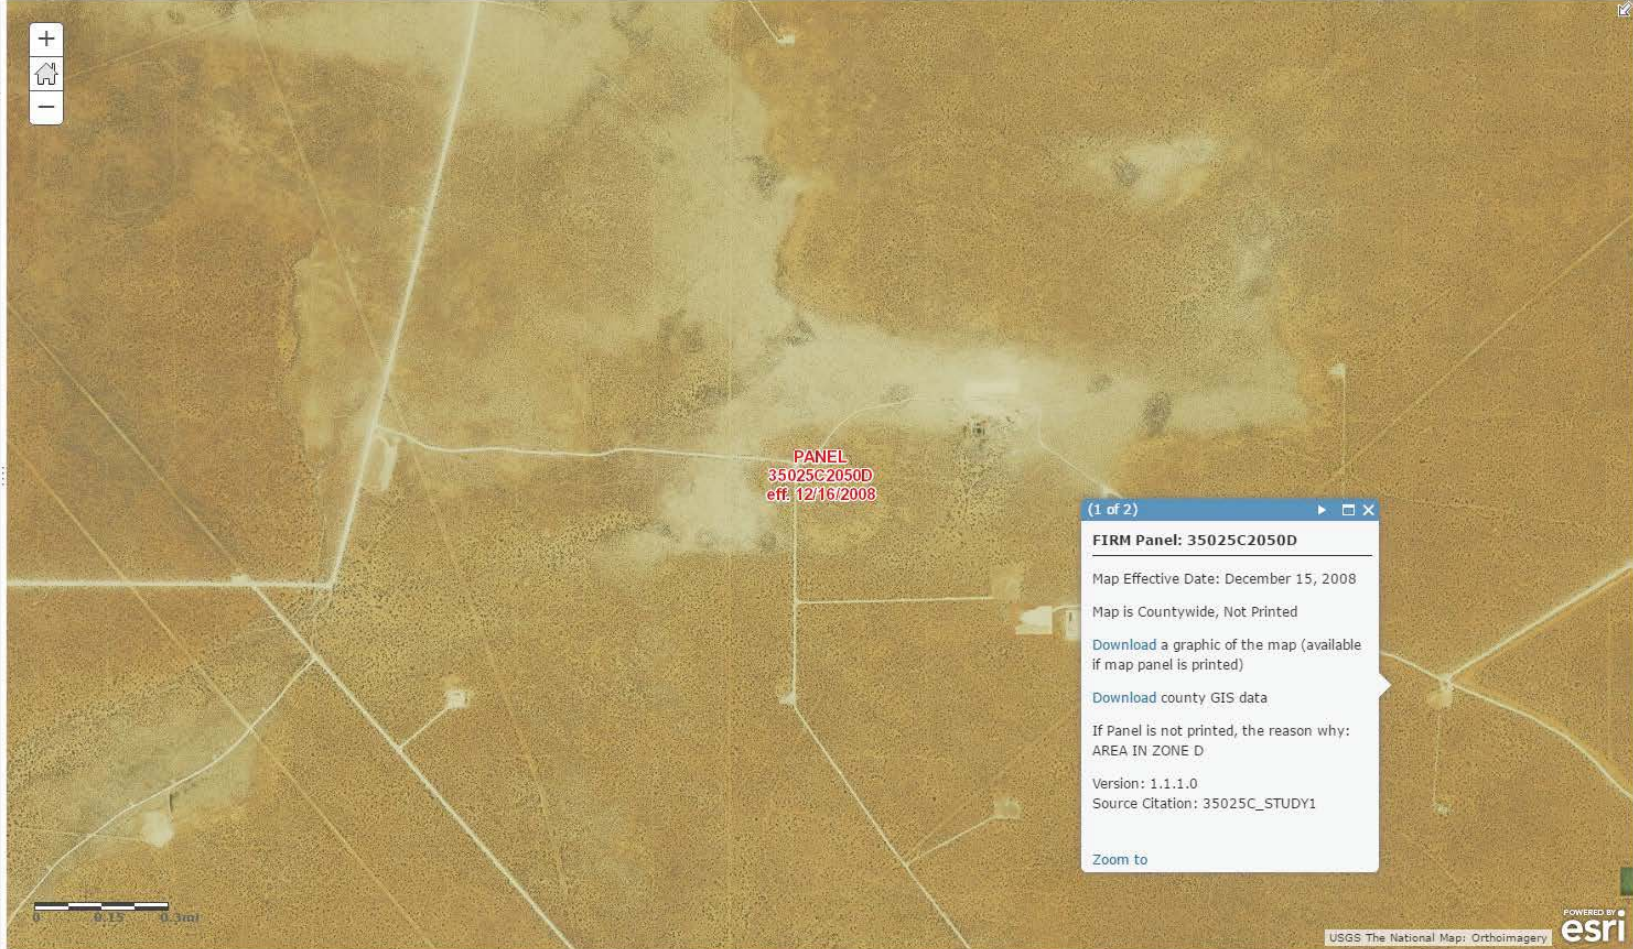 +
−
PANEL
35025C2050D
eff. 12/16/2008
(1 of 2)
FIRM Panel: 35025C2050D
Map Effective Date: December 15, 2008
Map is Countywide, Not Printed
Download a graphic of the map (available
if map panel is printed)
Download county GIS data
If Panel is not printed, the reason why:
AREA IN ZONE D
Version: 1.1.1.0
Source Citation: 35025C_STUDY1
Zoom to
0 0.15 0.3mi
USGS The National Map: Orthoimagery
POWERED BY
esri